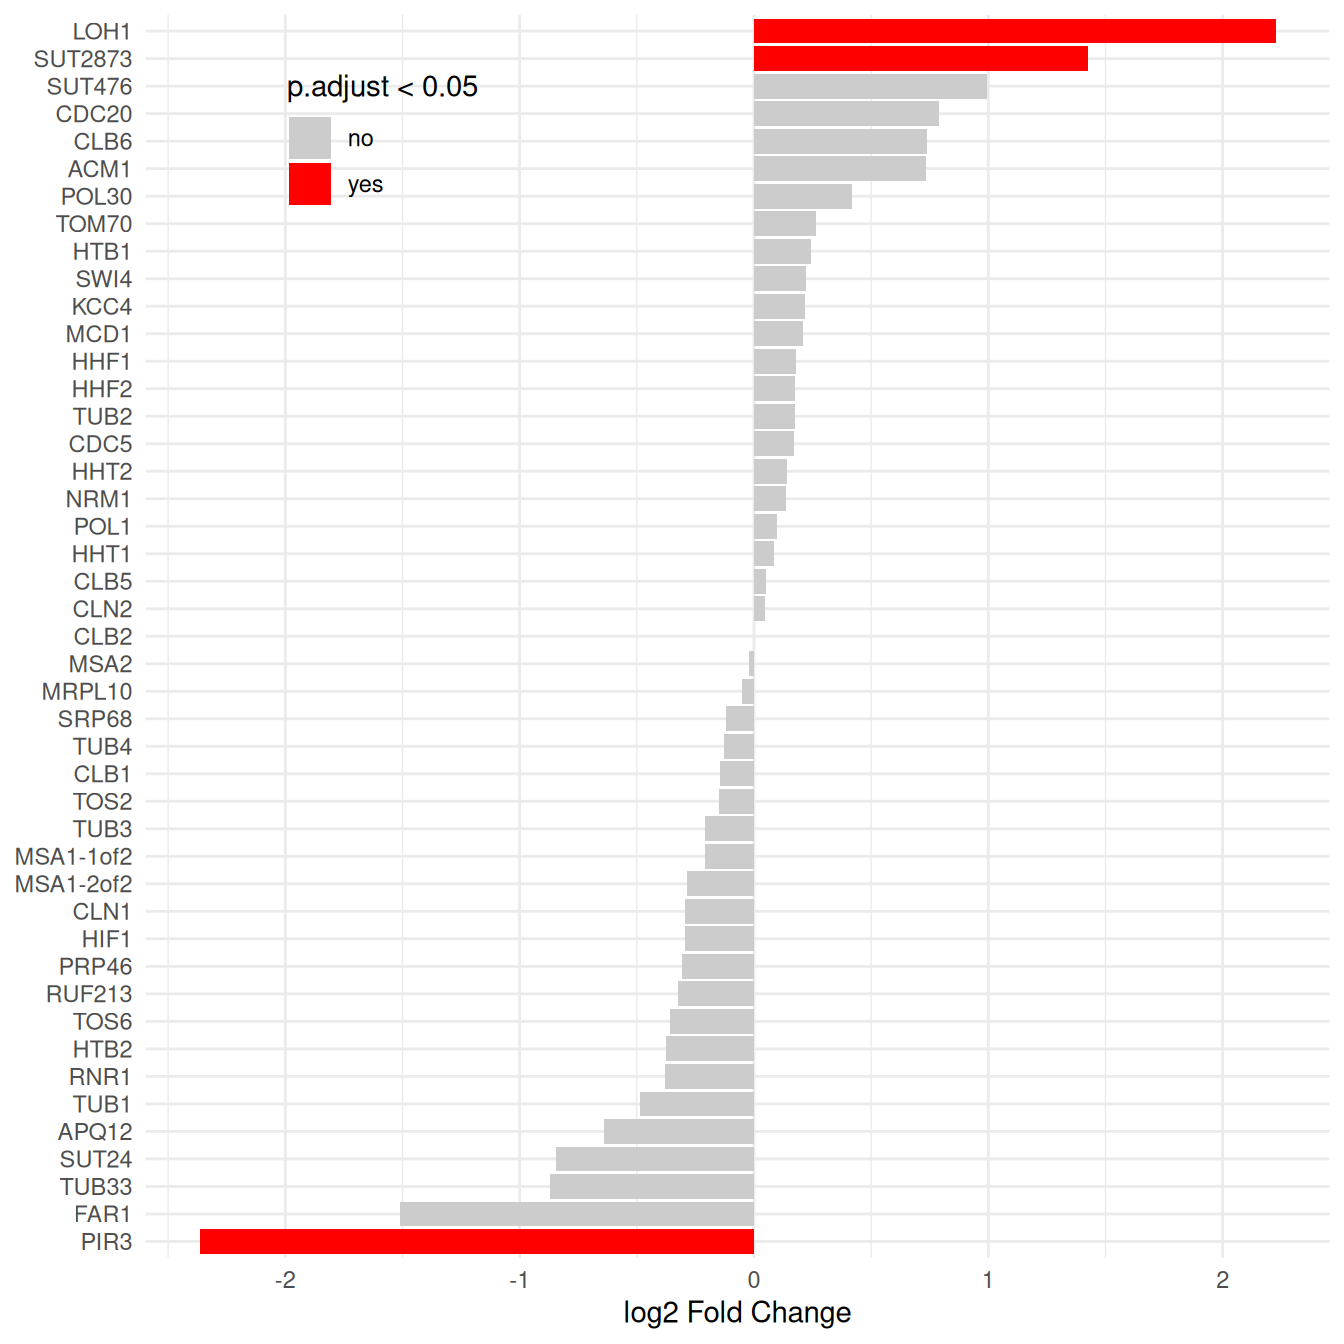 LOH1
SUT2873
SUT476
CDC20
CLB6
ACM1
POL30
TOM70
HTB1
SWI4
KCC4
MCD1
HHF1
HHF2
TUB2
CDC5
HHT2
NRM1
POL1
HHT1
CLB5
CLN2
CLB2
MSA2
MRPL10
SRP68
TUB4
CLB1
TOS2
TUB3
MSA1-1of2
MSA1-2of2
CLN1
HIF1
PRP46
RUF213
TOS6
HTB2
RNR1
TUB1
APQ12
SUT24
TUB33
FAR1
PIR3
p.adjust < 0.05
no
yes
-2 -1 0 1 2
log2 Fold Change